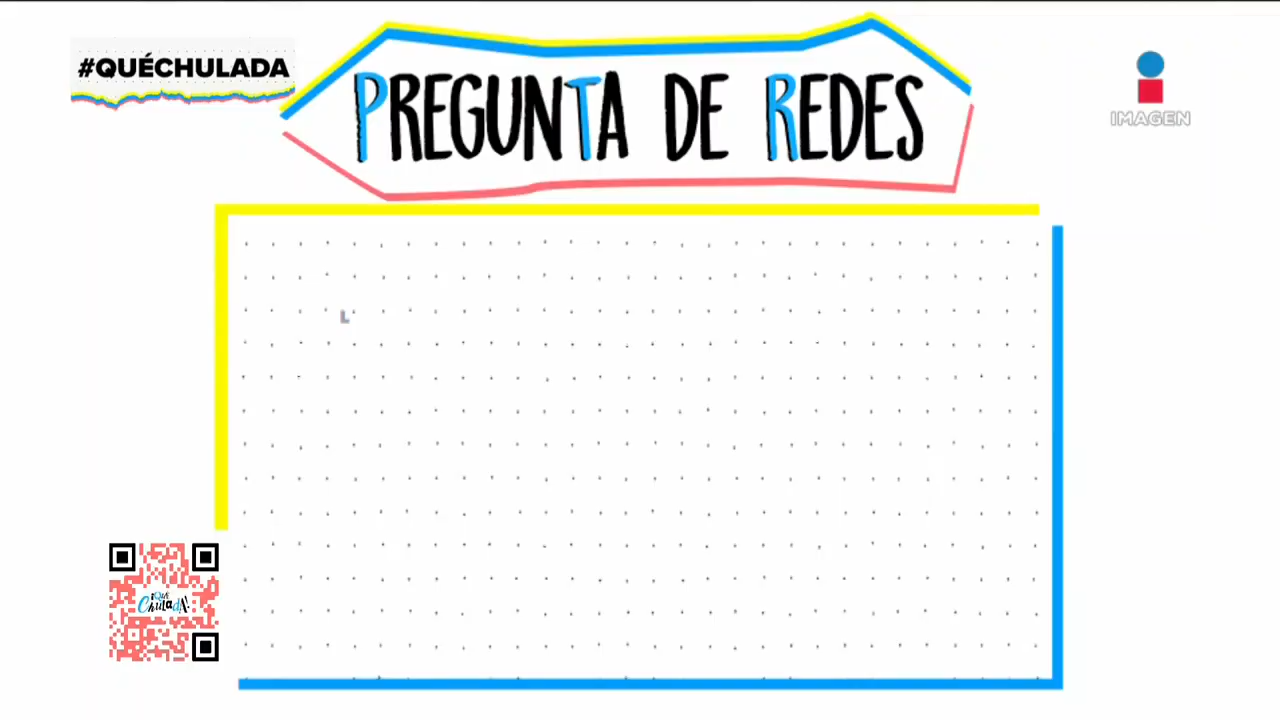 #QUÉCHULADA
PREGUNTA DE REDES
IMAGEN
L
¡Qué
ChuladA!